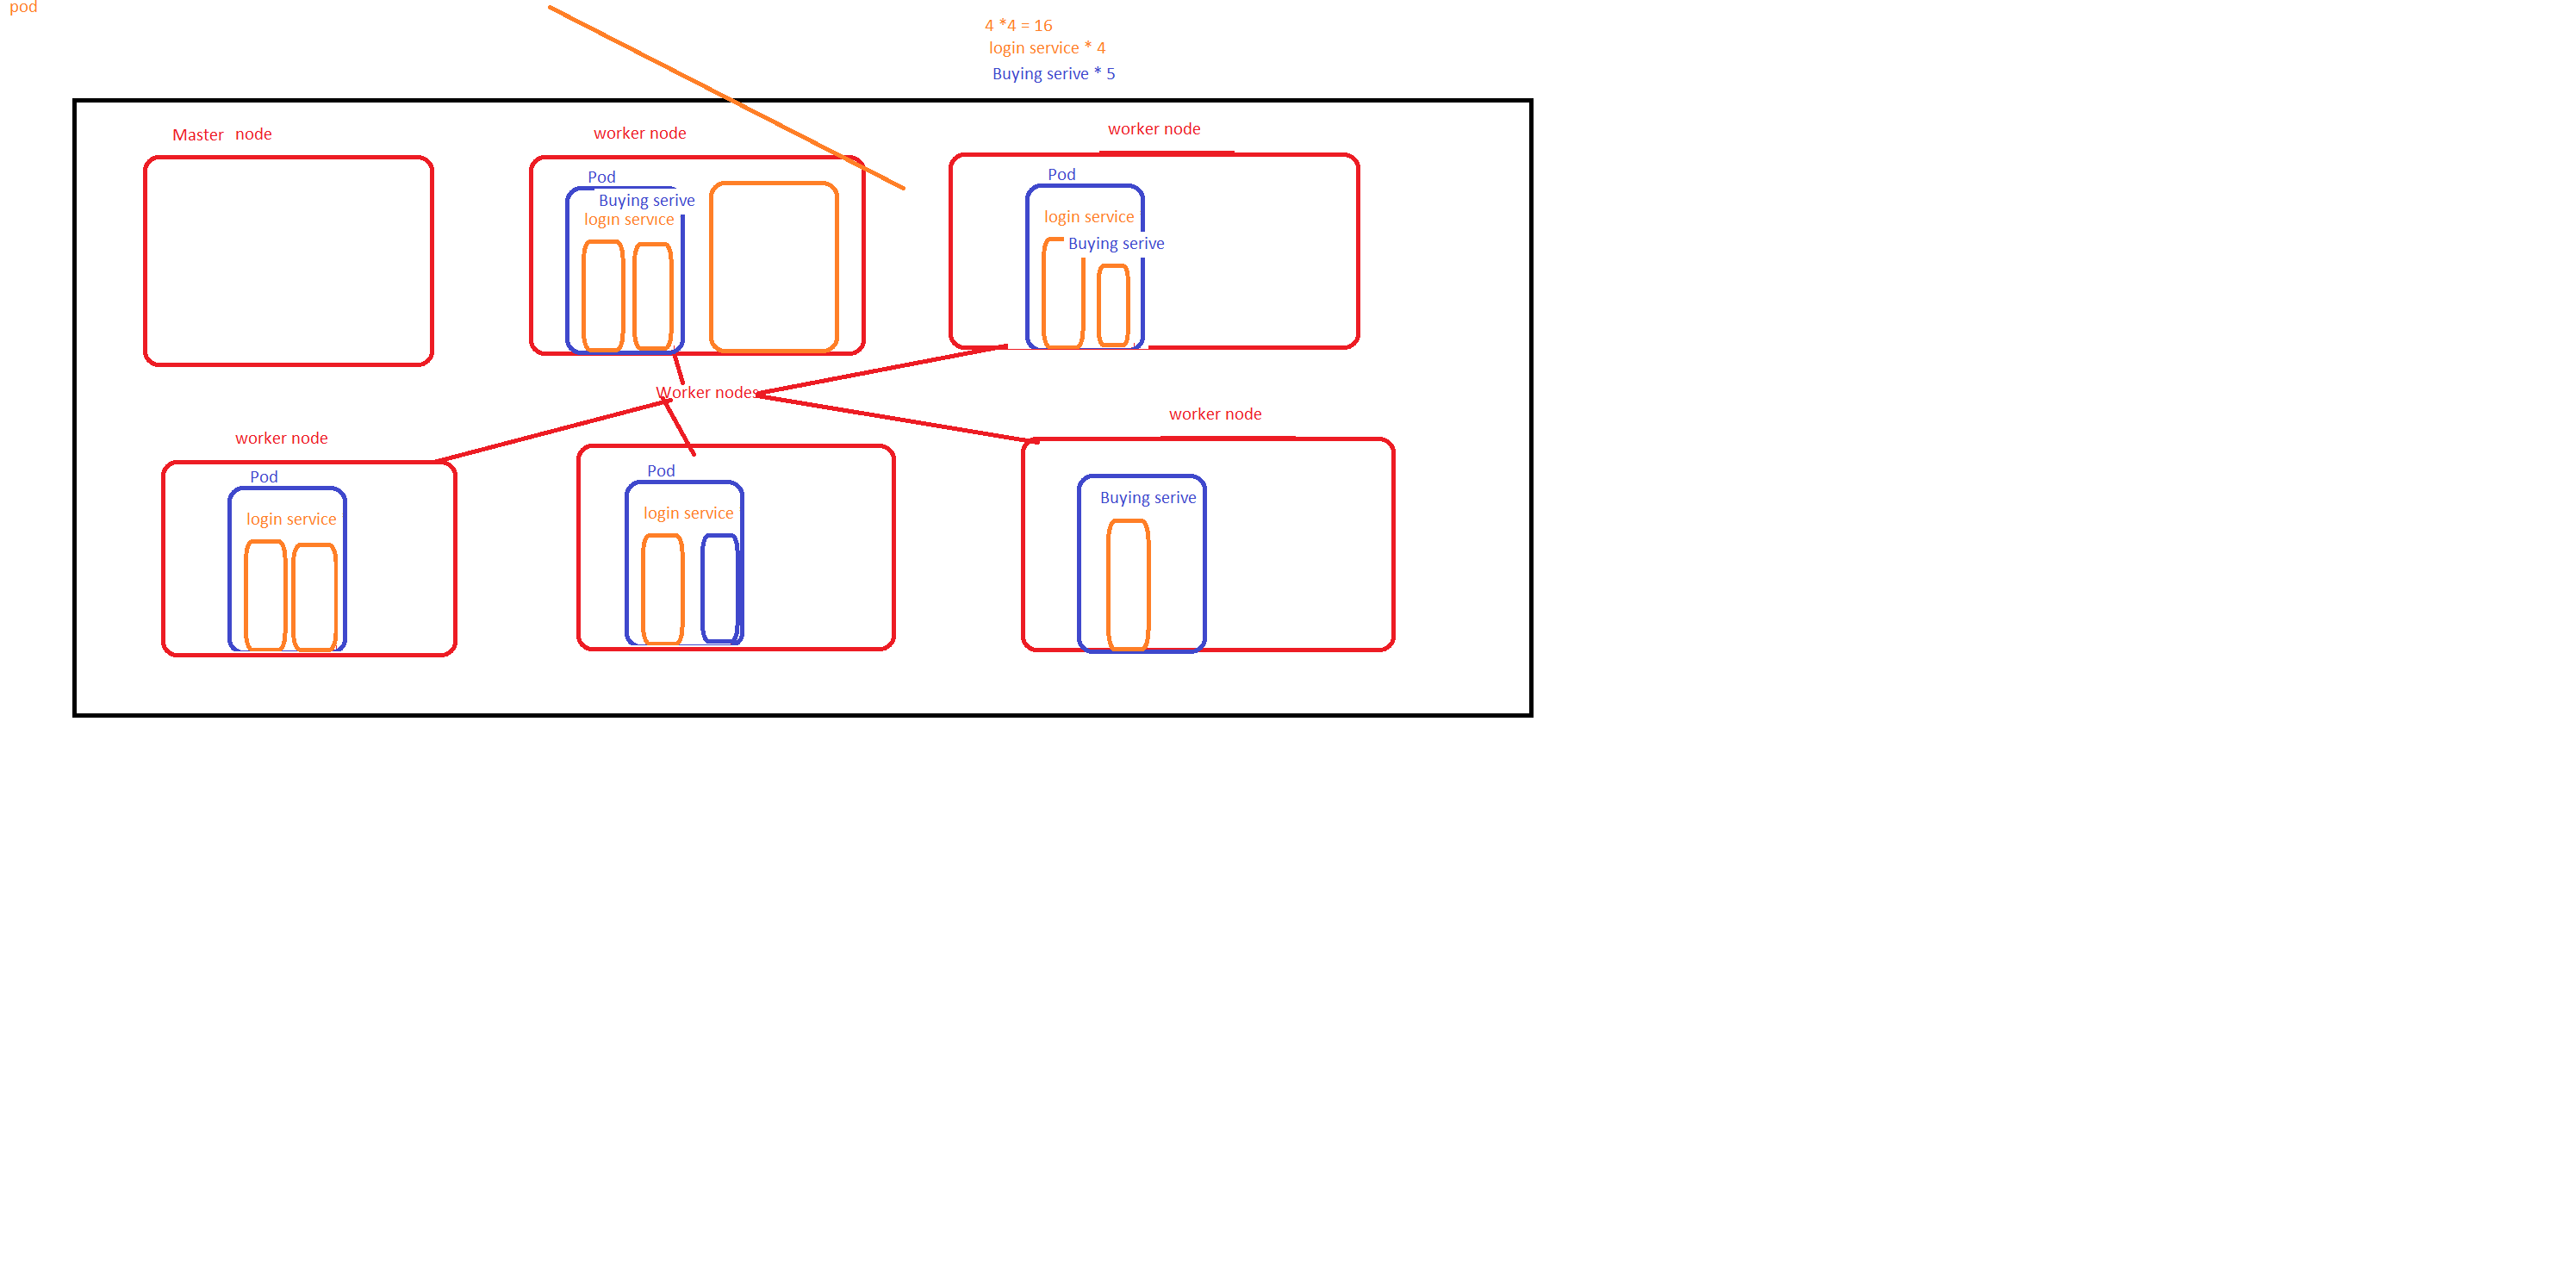 pod
4 *4 = 16
login service * 4
Buying serive * 5
Master node
worker node
worker node
Pod
Buying serive
login service
Pod
login service
Buying serive
Worker nodes
worker node
worker node
Pod
login service
Pod
login service
Buying serive